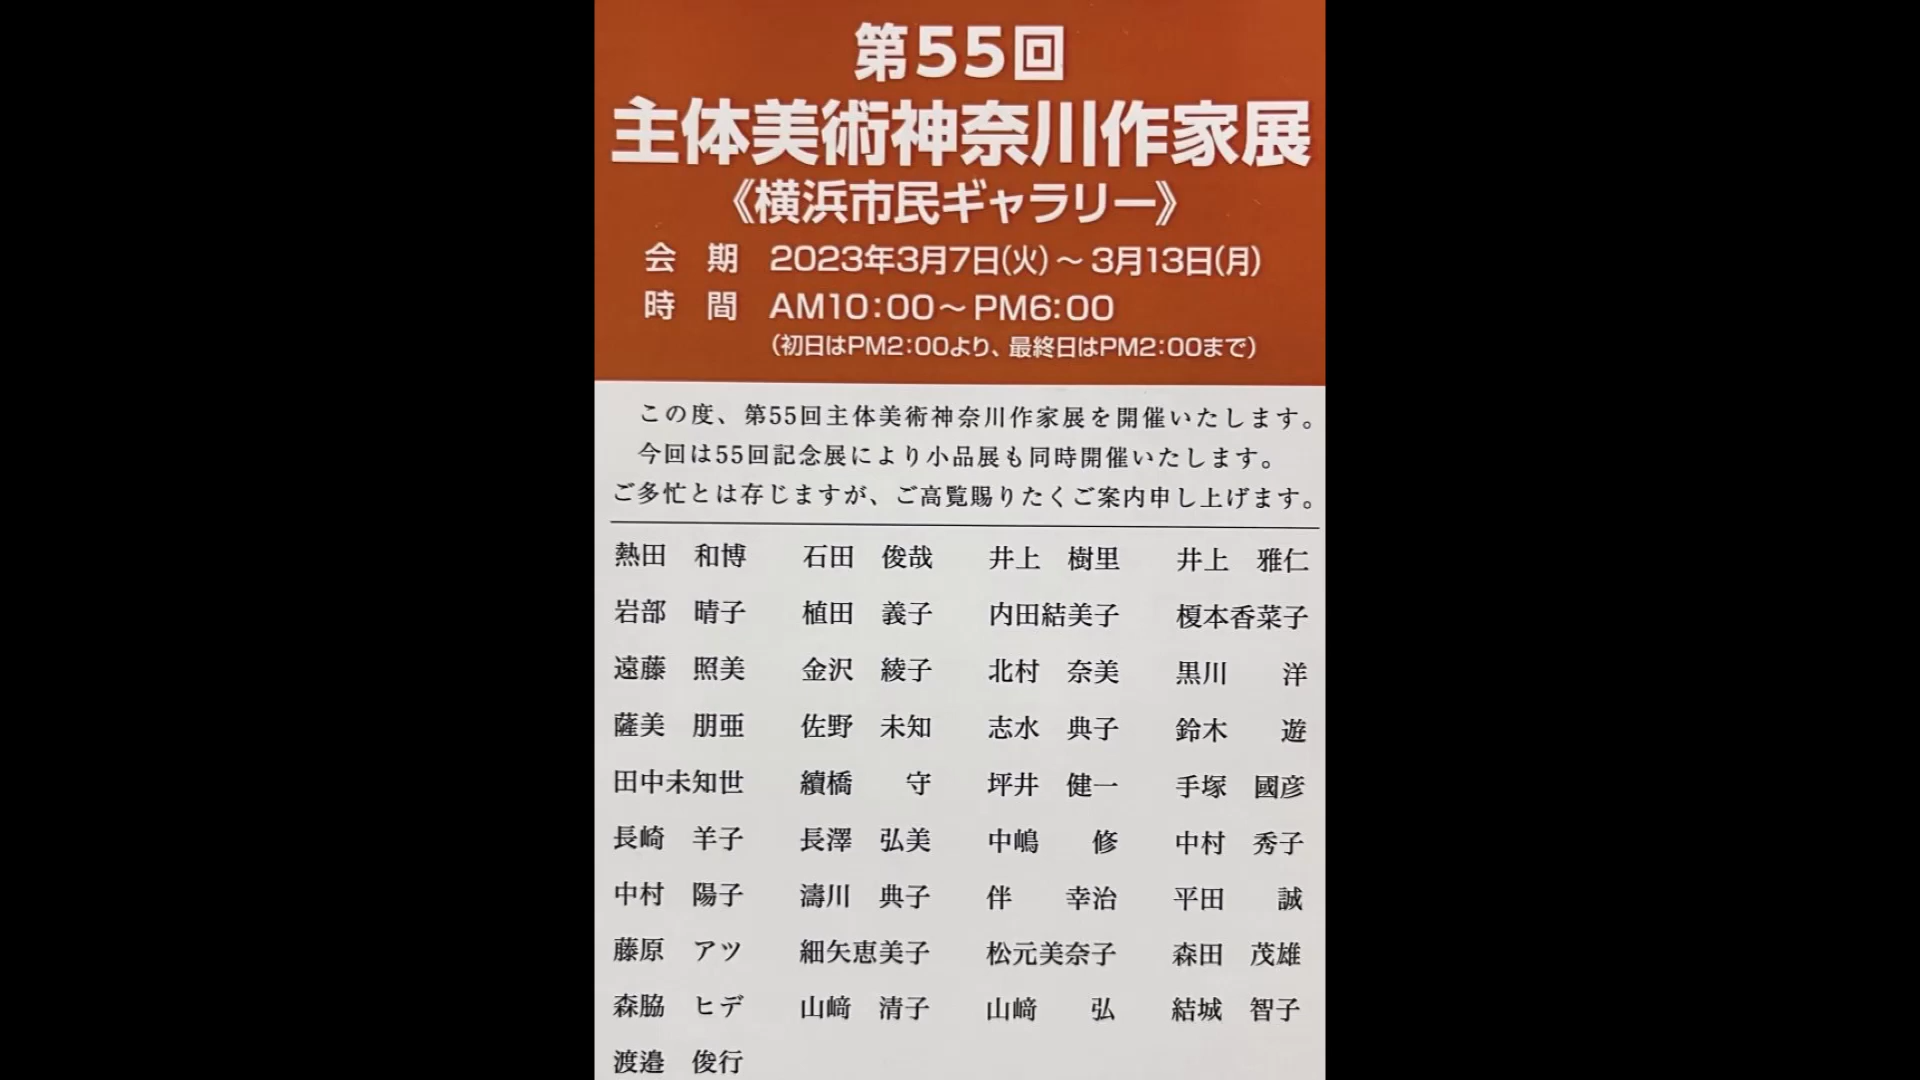 第55回
主体美術神奈川作家展
《横浜市民ギャラリー》
会　期　2023年3月7日(火)～3月13日(月)
時　間　AM10:00～PM6:00
(初日はPM2:00より、最終日はPM2:00まで)
この度、第55回主体美術神奈川作家展を開催いたします。
今回は55回記念展により小品展も同時開催いたします。
ご多忙とは存じますが、ご高覧賜りたくご案内申し上げます。
熱田　和博　石田　俊哉　井上　樹里　井上　雅仁
岩部　晴子　植田　義子　内田結美子　榎本香菜子
遠藤　照美　金沢　綾子　北村　奈美　黒川　　洋
薩美　朋亜　佐野　未知　志水　典子　鈴木　　遊
田中未知世　續橋　　守　坪井　健一　手塚　國彦
長崎　羊子　長澤　弘美　中嶋　　修　中村　秀子
中村　陽子　濤川　典子　伴　　幸治　平田　　誠
藤原　アツ　細矢恵美子　松元美奈子　森田　茂雄
森脇　ヒデ　山﨑　清子　山﨑　　弘　結城　智子
渡邉　俊行